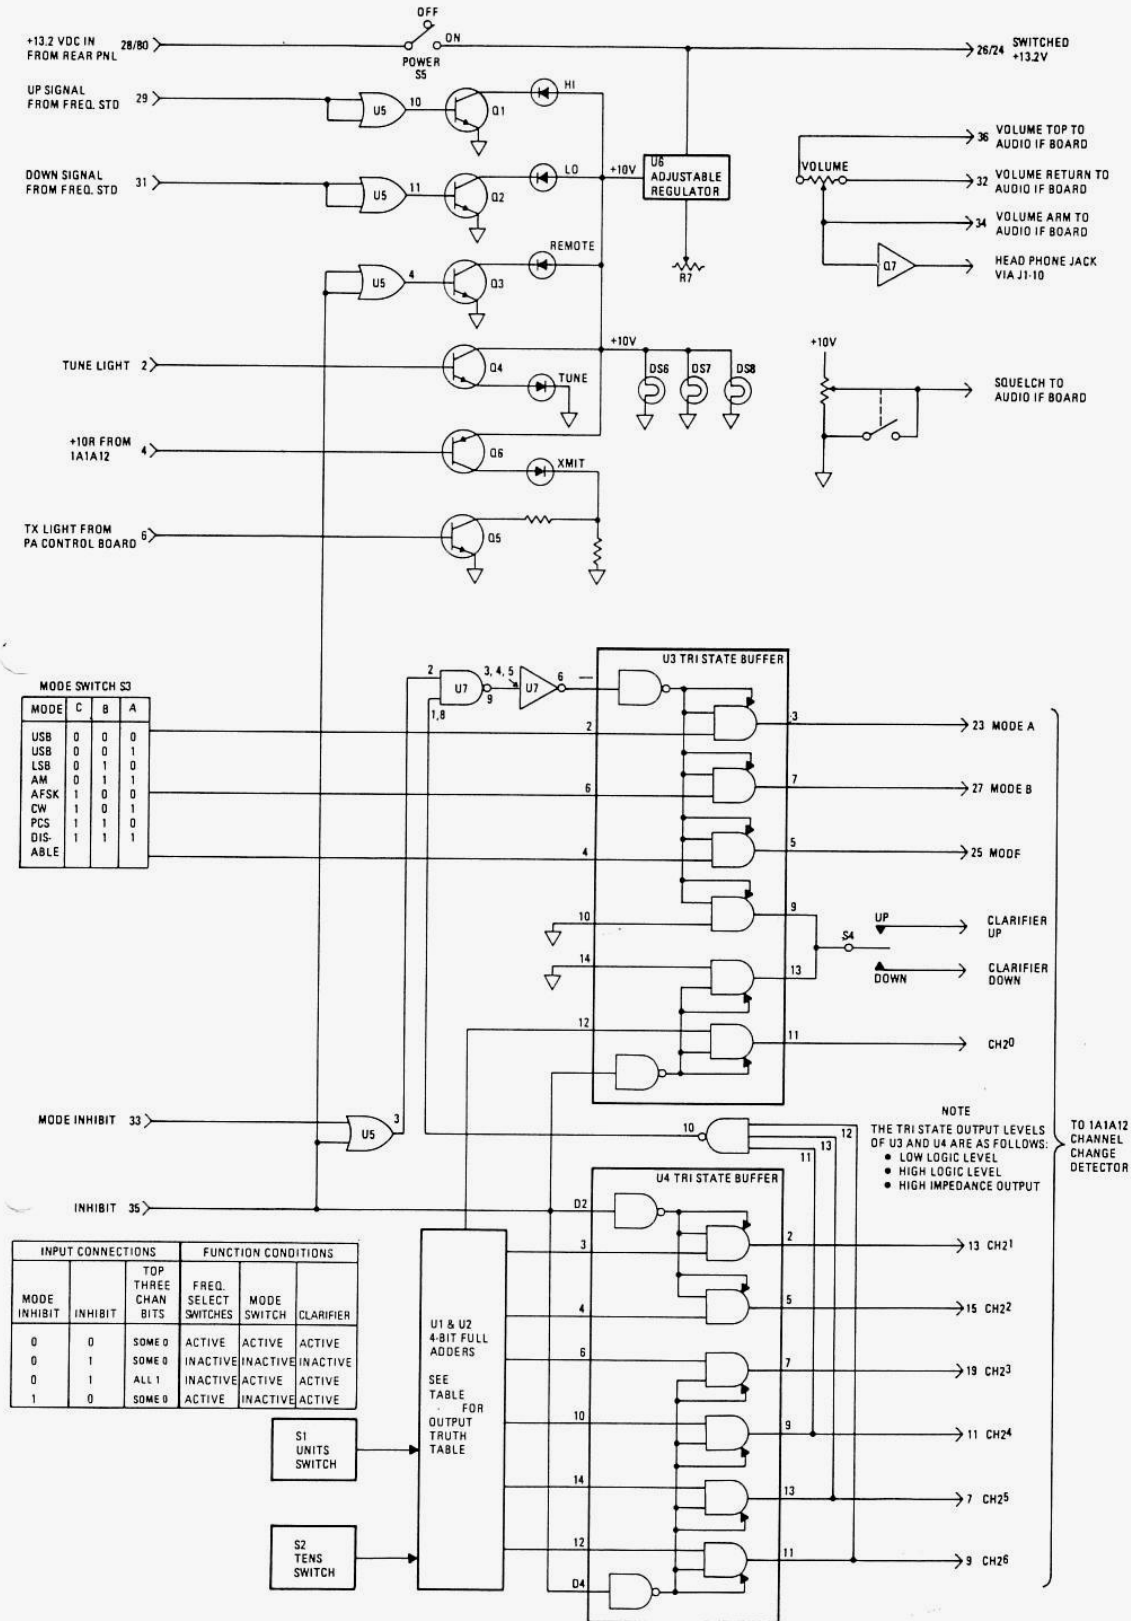 OFF
+13.2 VDC IN
FROM REAR PNL
28/80
ON
POWER
S5
26/24
SWITCHED
+13.2V
UP SIGNAL
FROM FREQ. STD
29
U5
10
Q1
HI
DOWN SIGNAL
FROM FREQ. STD
31
U5
11
Q2
LO
+10V
U6
ADJUSTABLE
REGULATOR
R7
36
VOLUME TOP TO
AUDIO IF BOARD
VOLUME
32
VOLUME RETURN TO
AUDIO IF BOARD
34
VOLUME ARM TO
AUDIO IF BOARD
Q7
HEAD PHONE JACK
VIA J1-10
U5
4
Q3
REMOTE
TUNE LIGHT 2
Q4
TUNE
+10V
DS6
DS7
DS8
+10V
SQUELCH TO
AUDIO IF BOARD
+10R FROM
1A1A12
4
Q6
XMIT
TX LIGHT FROM
PA CONTROL BOARD
6
Q5
MODE SWITCH S3
MODE C B A
USB 0 0 0
USB 0 0 1
LSB 0 1 0
AM 0 1 1
AFSK 1 0 0
CW 1 0 1
PCS 1 1 0
DIS- 1 1 1
ABLE
2
1,8
U7
3, 4, 5
9
U7
6
U3 TRI STATE BUFFER
2
3
23 MODE A
6
7
27 MODE B
4
5
25 MODE
10
9
14
13
S4
UP
DOWN
CLARIFIER
UP
CLARIFIER
DOWN
12
11
CH2⁰
MODE INHIBIT 33
U5
3
10
12
13
11
NOTE
THE TRI STATE OUTPUT LEVELS
OF U3 AND U4 ARE AS FOLLOWS:
• LOW LOGIC LEVEL
• HIGH LOGIC LEVEL
• HIGH IMPEDANCE OUTPUT
TO 1A1A12
CHANNEL
CHANGE
DETECTOR
INHIBIT 35
U4 TRI STATE BUFFER
D2
3
2
13 CH2¹
4
5
15 CH2²
6
7
19 CH2³
10
9
11 CH2⁴
14
13
7 CH2⁵
12
11
9 CH2⁶
D4
INPUT CONNECTIONS FUNCTION CONDITIONS
MODE INHIBIT INHIBIT TOP THREE CHAN BITS FREQ. SELECT SWITCHES MODE SWITCH CLARIFIER
0 0 SOME 0 ACTIVE ACTIVE ACTIVE
0 1 SOME 0 INACTIVE INACTIVE INACTIVE
0 1 ALL 1 INACTIVE ACTIVE ACTIVE
1 0 SOME 0 ACTIVE INACTIVE ACTIVE
U1 & U2
4-BIT FULL
ADDERS
SEE
TABLE
FOR
OUTPUT
TRUTH
TABLE
S1
UNITS
SWITCH
S2
TENS
SWITCH